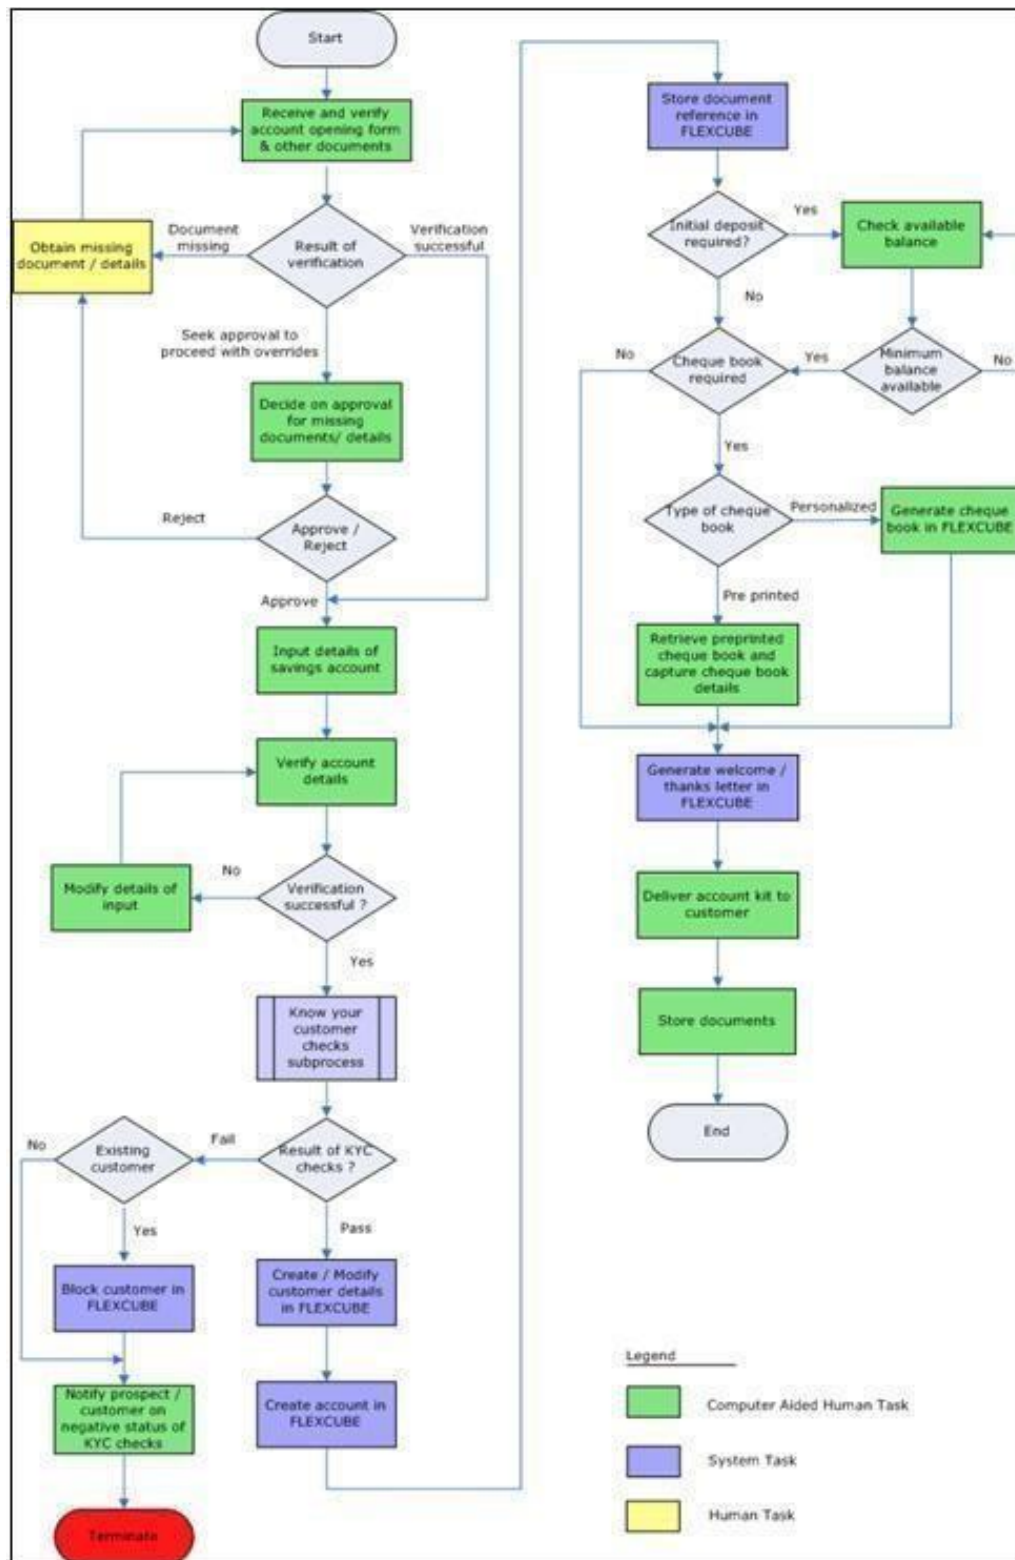 Start
Receive and verify
account opening form
& other documents
Document
missing
Verification
successful
Obtain missing
document / details
Result of
verification
Seek approval to
proceed with overrides
Decide on approval
for missing
documents/ details
Reject
Approve /
Reject
Approve
Input details of
savings account
Verify account
details
No
Modify details of
input
Verification
successful ?
Yes
Know your
customer
checks
subprocess
No
Existing
customer
Fail
Result of KYC
checks ?
Yes
Pass
Block customer in
FLEXCUBE
Create / Modify
customer details
in FLEXCUBE
Notify prospect /
customer on
negative status of
KYC checks
Create account in
FLEXCUBE
Terminate
Store document
reference in
FLEXCUBE
Initial deposit
required?
Yes
Check available
balance
No
No
Cheque book
required
Yes
Minimum
balance
available
No
Yes
Type of cheque
book
Personalized
Generate cheque
book in FLEXCUBE
Pre printed
Retrieve preprinted
cheque book and
capture cheque book
details
Generate welcome /
thanks letter in
FLEXCUBE
Deliver account kit to
customer
Store documents
End
Legend
Computer Aided Human Task
System Task
Human Task